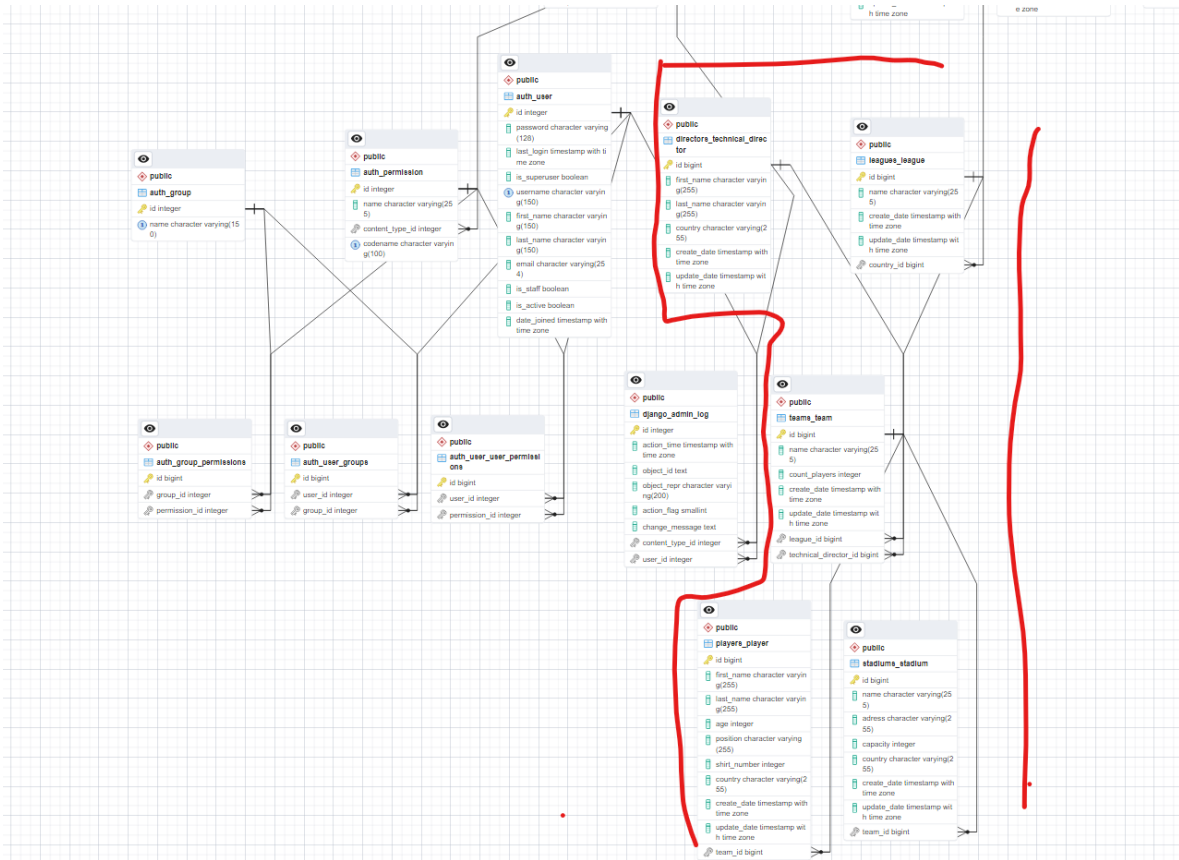 h time zone
e zone
public
auth_user
id integer
password character varying
(128)
last_login timestamp with ti
me zone
is_superuser boolean
username character varyin
g(150)
first_name character varyin
g(150)
last_name character varyin
g(150)
email character varying(25
4)
is_staff boolean
is_active boolean
date_joined timestamp with
time zone
public
directors_technical_direc
tor
id bigint
first_name character varyin
g(255)
last_name character varyin
g(255)
country character varying(2
55)
create_date timestamp with
time zone
update_date timestamp wit
h time zone
public
leagues_league
id bigint
name character varying(25
5)
create_date timestamp with
time zone
update_date timestamp wit
h time zone
country_id bigint
public
auth_permission
id integer
name character varying(25
5)
content_type_id integer
codename character varyin
g(100)
public
auth_group
id integer
name character varying(15
0)
public
auth_group_permissions
id bigint
group_id integer
permission_id integer
public
auth_user_groups
id bigint
user_id integer
group_id integer
public
auth_user_user_permissi
ons
id bigint
user_id integer
permission_id integer
public
django_admin_log
id integer
action_time timestamp with
time zone
object_id text
object_repr character varyi
ng(200)
action_flag smallint
change_message text
content_type_id integer
user_id integer
public
teams_team
id bigint
name character varying(25
5)
count_players integer
create_date timestamp with
time zone
update_date timestamp wit
h time zone
league_id bigint
technical_director_id bigint
public
players_player
id bigint
first_name character varyin
g(255)
last_name character varyin
g(255)
age integer
position character varying
(255)
shirt_number integer
country character varying(2
55)
create_date timestamp with
time zone
update_date timestamp wit
h time zone
team_id bigint
public
stadiums_stadium
id bigint
name character varying(25
5)
adress character varying(2
55)
capacity integer
country character varying(2
55)
create_date timestamp with
time zone
update_date timestamp wit
h time zone
team_id bigint